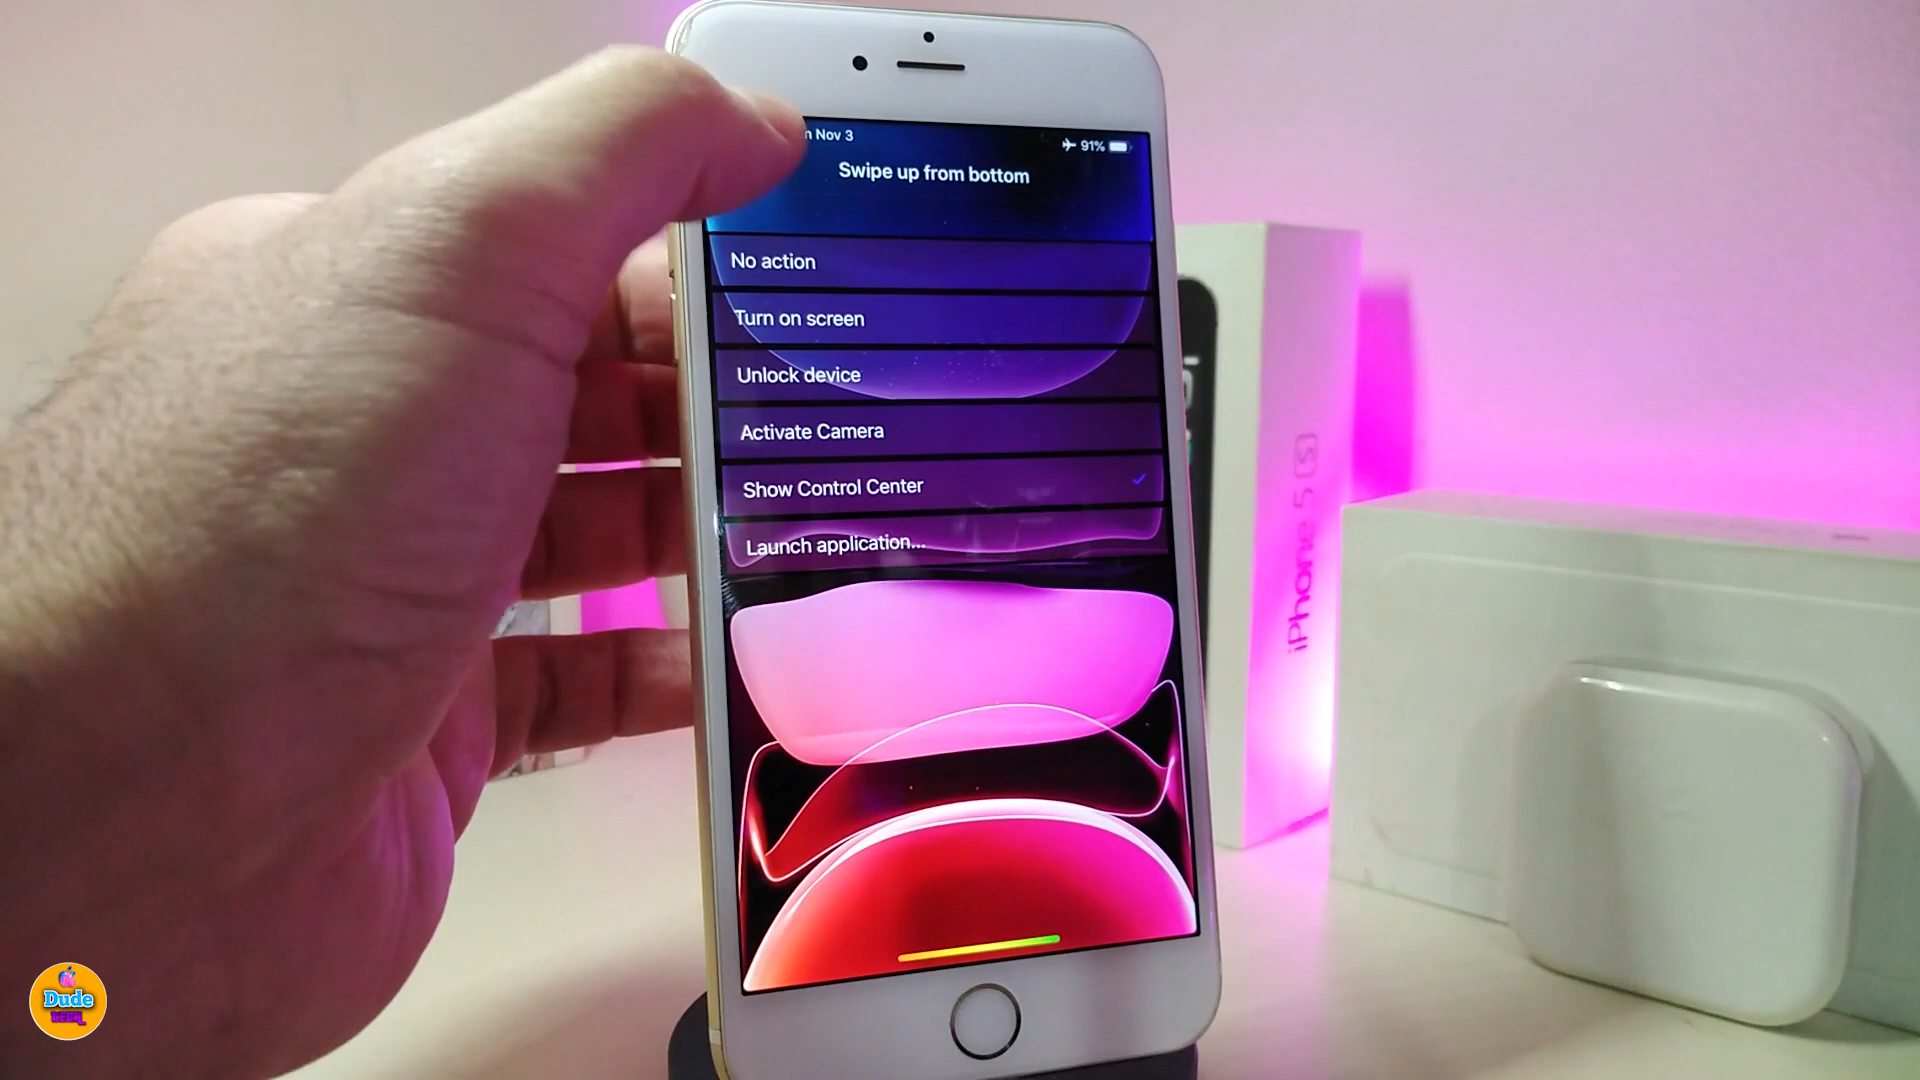 n Nov 3
91%
Swipe up from bottom
No action
Turn on screen
Unlock device
Activate Camera
Show Control Center
Launch application...
iPhone 5 S
Dude
GEEK